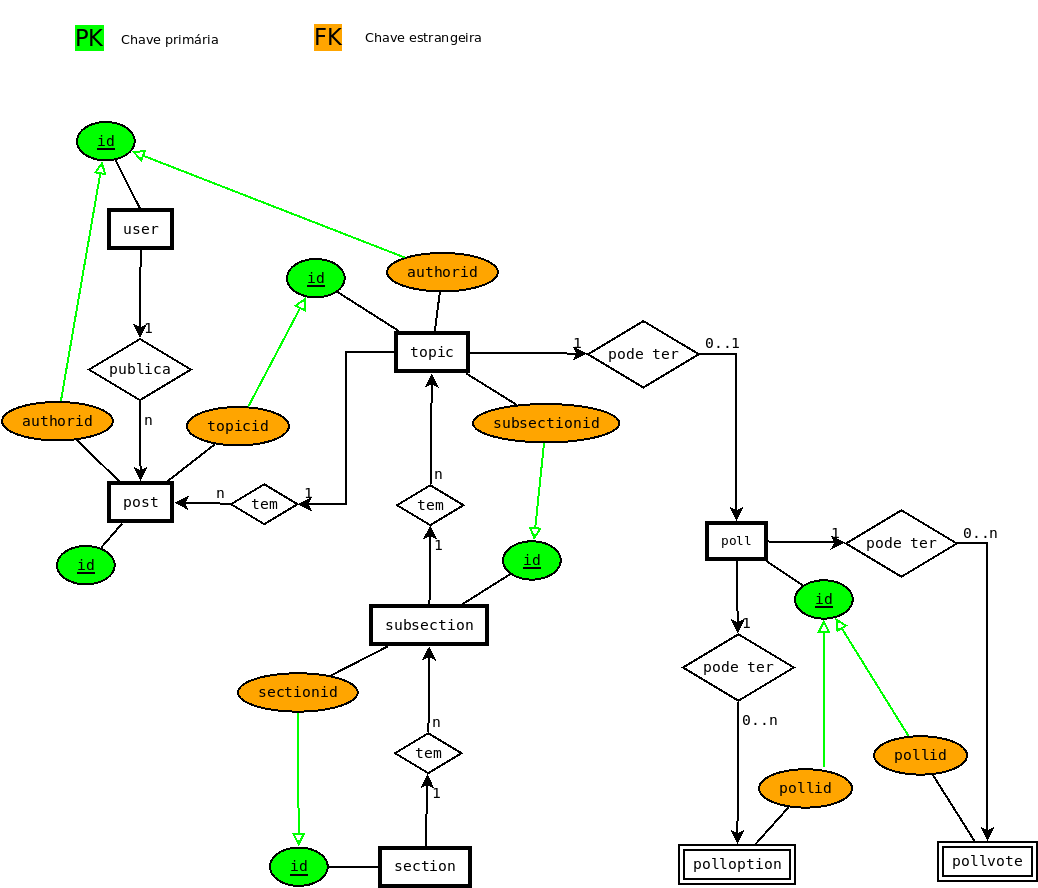 PK Chave primária FK Chave estrangeira
id
user
id
authorid
1
topic
1
pode ter
0..1
publica
authorid
n
topicid
subsectionid
post
n
tem
1
n
tem
1
id
id
poll
1
pode ter
0..n
id
subsection
1
pode ter
0..n
sectionid
n
tem
1
pollid
pollid
id
section
polloption
pollvote